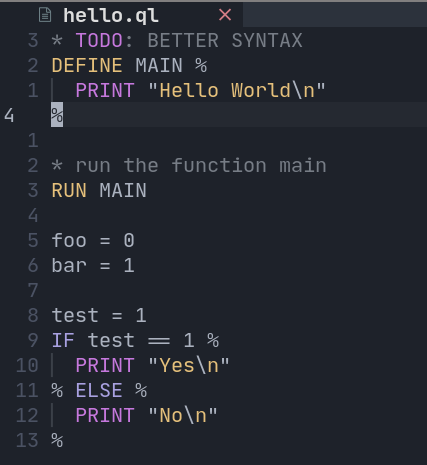 hello.ql ×
3 * TODO: BETTER SYNTAX
2 DEFINE MAIN %
1   PRINT "Hello World\n"
4 %
1
2 * run the function main
3 RUN MAIN
4
5 foo = 0
6 bar = 1
7
8 test = 1
9 IF test == 1 %
10   PRINT "Yes\n"
11 % ELSE %
12   PRINT "No\n"
13 %